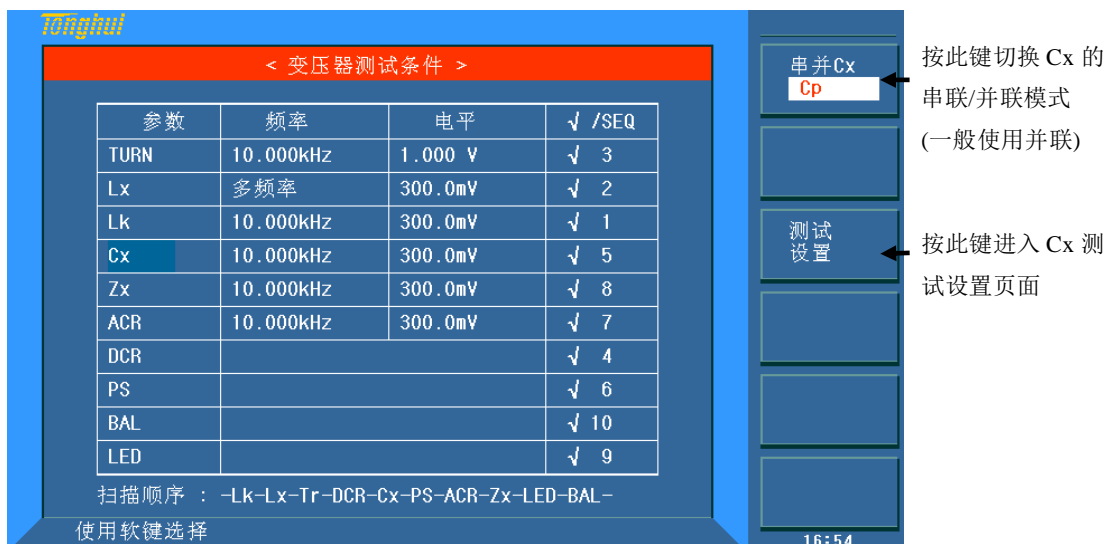 Tonghui
< 变压器测试条件 >
参数 频率 电平 √ /SEQ
TURN 10.000kHz 1.000 V √ 3
Lx 多频率 300.0mV √ 2
Lk 10.000kHz 300.0mV √ 1
Cx 10.000kHz 300.0mV √ 5
Zx 10.000kHz 300.0mV √ 8
ACR 10.000kHz 300.0mV √ 7
DCR √ 4
PS √ 6
BAL √ 10
LED √ 9
扫描顺序 : -Lk-Lx-Tr-DCR-Cx-PS-ACR-Zx-LED-BAL-
使用软键选择
串并Cx
Cp
测试
设置
16:54
按此键切换 Cx 的
串联/并联模式
(一般使用并联)
按此键进入 Cx 测
试设置页面